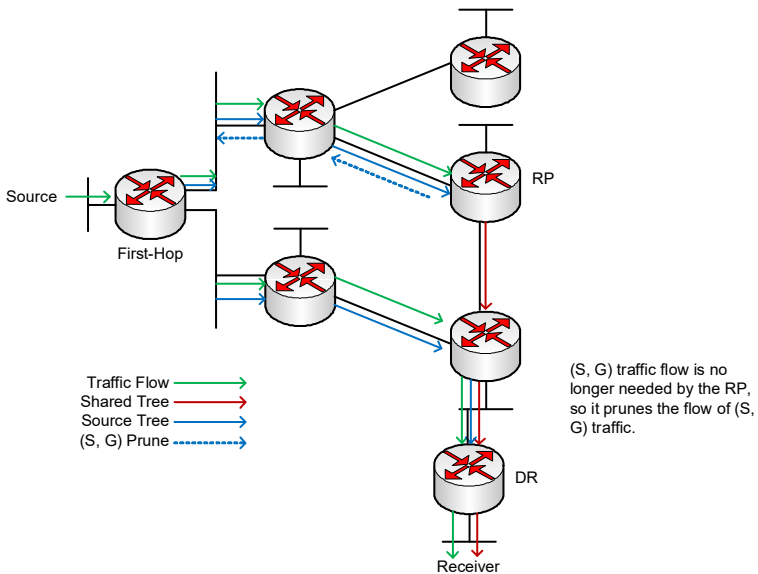 RP
Source
First-Hop
Traffic Flow
Shared Tree
Source Tree
(S, G) Prune
(S, G) traffic flow is no
longer needed by the RP,
so it prunes the flow of (S,
G) traffic.
DR
Receiver